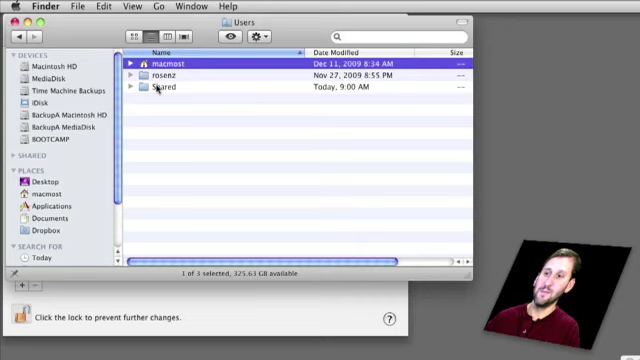 Finder File Edit View Go Window Help
Users
Name Date Modified Size
DEVICES
Macintosh HD
MediaDisk
Time Machine Backups
iDisk
BackupA Macintosh HD
BackupA MediaDisk
BOOTCAMP
SHARED
PLACES
Desktop
macmost
Applications
Documents
Dropbox
SEARCH FOR
Today
macmost Dec 11, 2009 8:34 AM --
rosenz Nov 27, 2009 8:55 PM --
Shared Today, 9:00 AM --
1 of 3 selected, 325.63 GB available
Click the lock to prevent further changes.
?